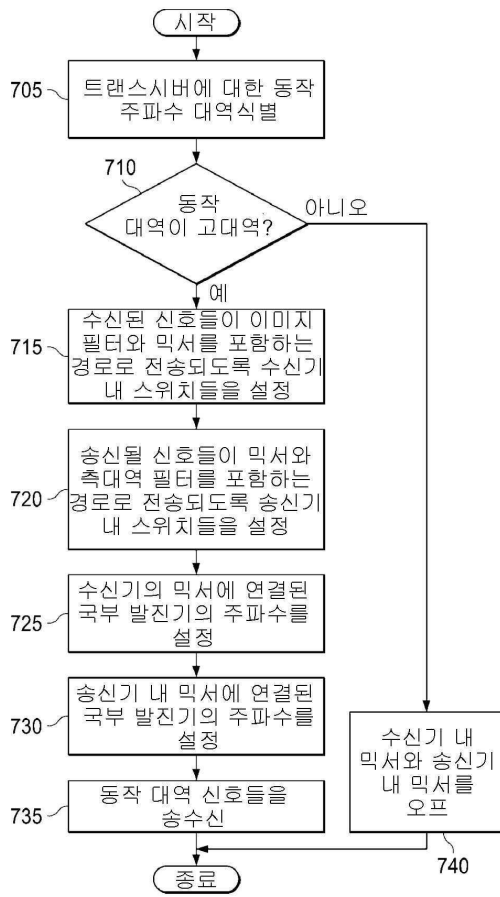 시작
705
트랜스시버에 대한 동작
주파수 대역식별
710
동작
대역이 고대역?
아니오
예
715
수신된 신호들이 이미지
필터와 믹서를 포함하는
경로로 전송되도록 수신기
내 스위치들을 설정
720
송신될 신호들이 믹서와
측대역 필터를 포함하는
경로로 전송되도록 송신기
내 스위치들을 설정
725
수신기의 믹서에 연결된
국부 발진기의 주파수를
설정
730
송신기 내 믹서에 연결된
국부 발진기의 주파수를
설정
735
동작 대역 신호들을
송수신
수신기 내
믹서와 송신기
내 믹서를
오프
740
종료